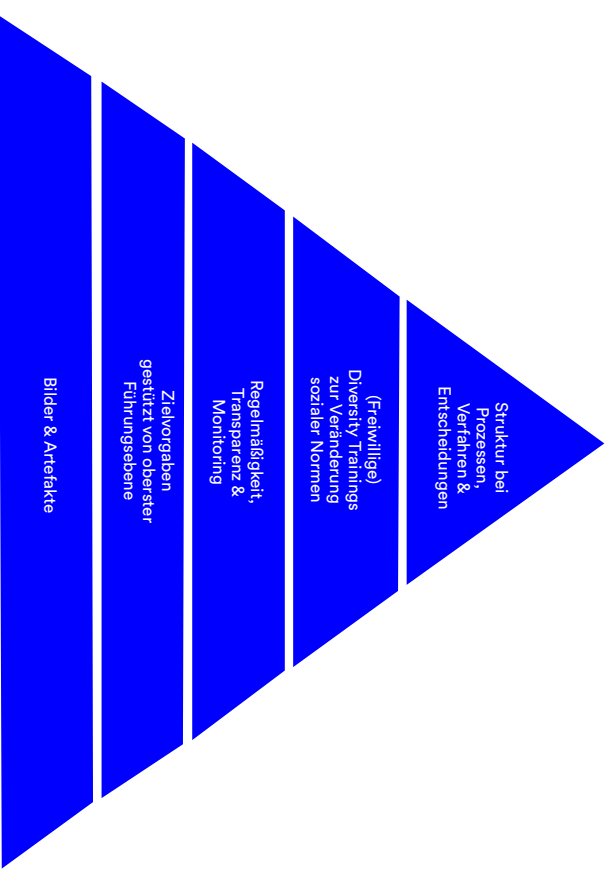 Struktur bei
Prozessen,
Verfahren &
Entscheidungen
(Freiwillige)
Diversity Trainings
zur Veränderung
sozialer Normen
Regelmäßigkeit,
Transparenz &
Monitoring
Zielvorgaben
gestützt von oberster
Führungsebene
Bilder & Artefakte